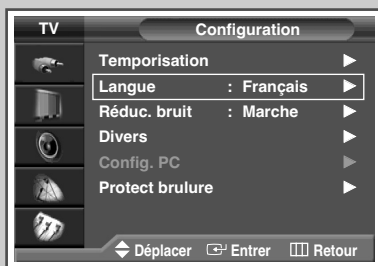 TV Configuration
Temporisation
Langue : Français
Réduc. bruit : Marche
Divers
Config. PC
Protect brulure
Déplacer Entrer Retour